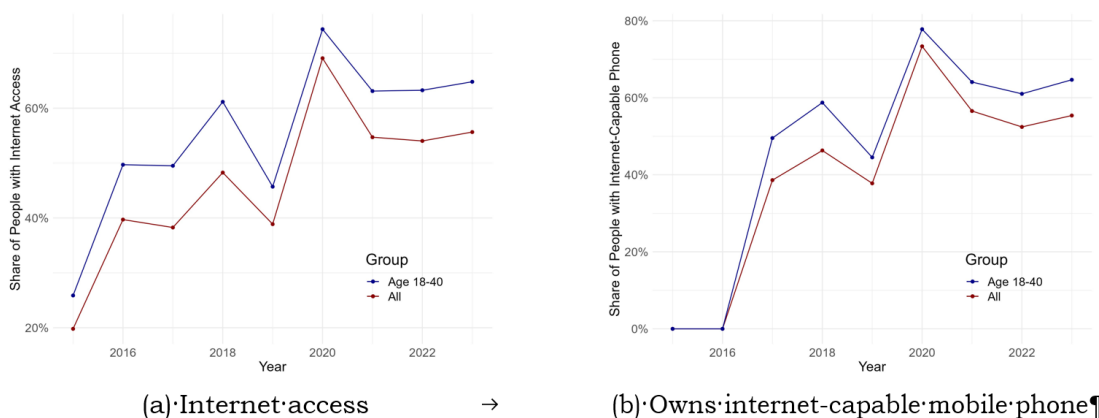 Share of People with Internet Access
60%
40%
20%
2016
2018
2020
2022
Year
Group
Age 18-40
All
(a)·Internet·access →
Share of People with Internet-Capable Phone
80%
60%
40%
20%
0%
2016
2018
2020
2022
Year
Group
Age 18-40
All
(b)·Owns·internet-capable·mobile·phone¶